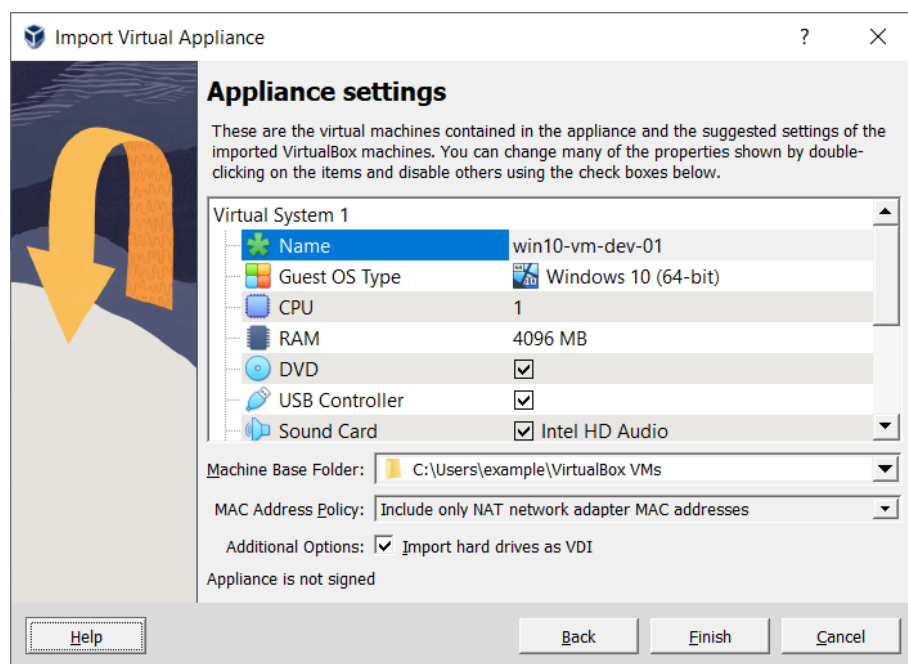 Import Virtual Appliance
Appliance settings
These are the virtual machines contained in the appliance and the suggested settings of the
imported VirtualBox machines. You can change many of the properties shown by double-
clicking on the items and disable others using the check boxes below.
Virtual System 1
Name win10-vm-dev-01
Guest OS Type Windows 10 (64-bit)
CPU 1
RAM 4096 MB
DVD
USB Controller
Sound Card Intel HD Audio
Machine Base Folder: C:\Users\example\VirtualBox VMs
MAC Address Policy: Include only NAT network adapter MAC addresses
Additional Options: Import hard drives as VDI
Appliance is not signed
Help Back Finish Cancel